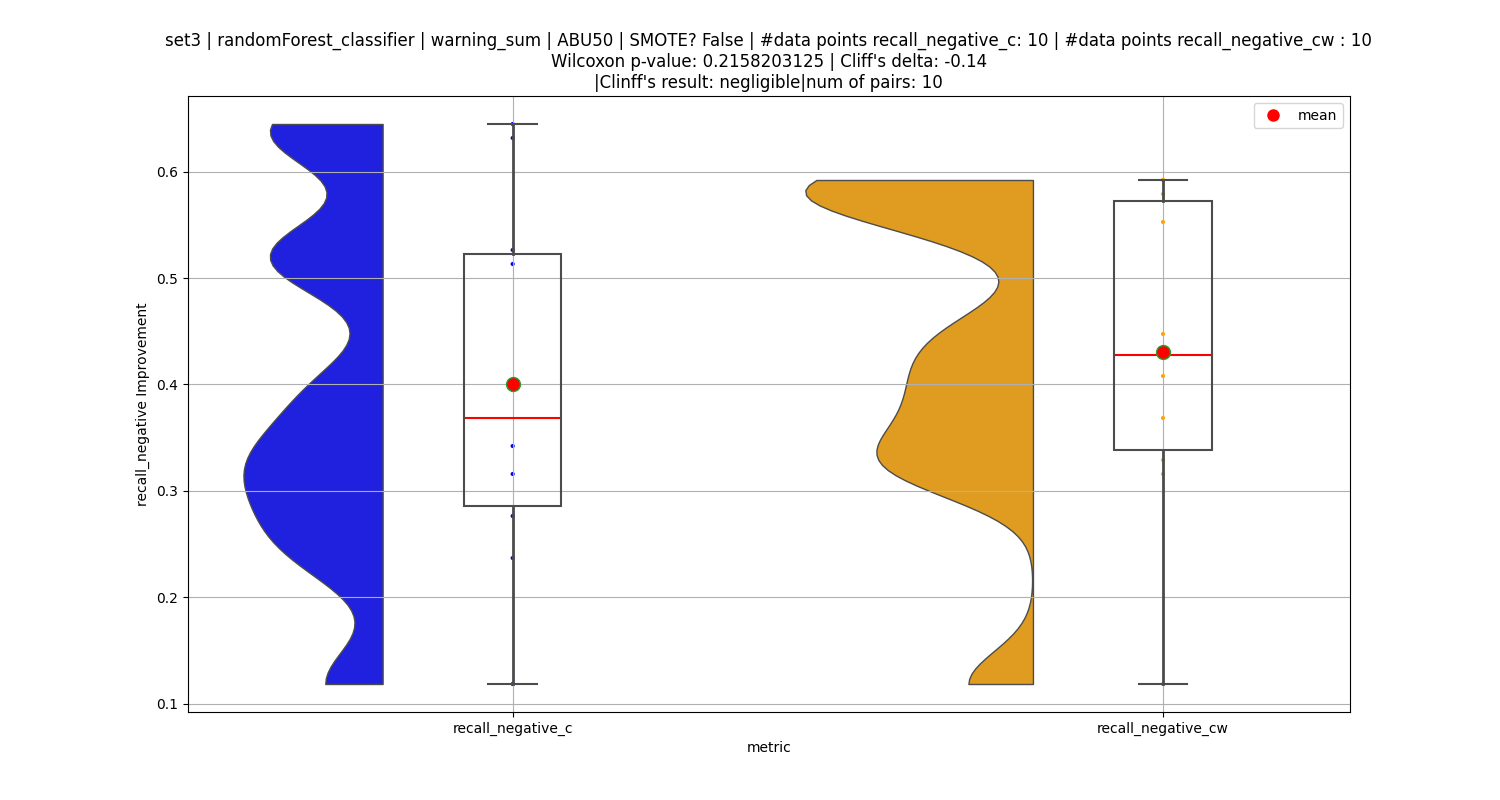 set3 | randomForest_classifier | warning_sum | ABU50 | SMOTE? False | #data points recall_negative_c: 10 | #data points recall_negative_cw : 10
Wilcoxon p-value: 0.2158203125 | Cliff's delta: -0.14
|Clinff's result: negligible|num of pairs: 10
mean
0.6
0.5
0.4
0.3
0.2
0.1
recall_negative Improvement
recall_negative_c
recall_negative_cw
metric